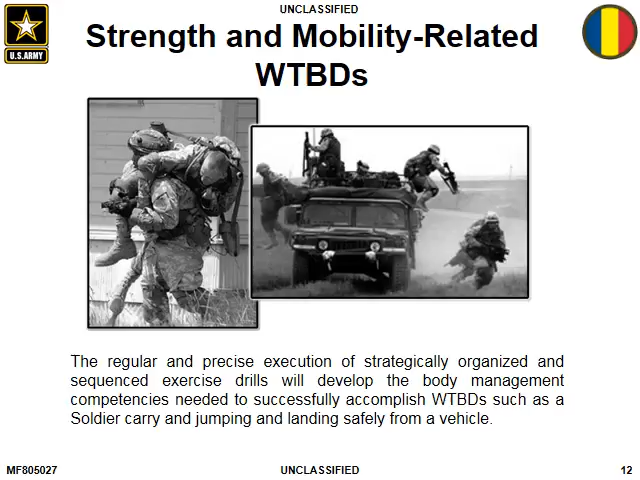 UNCLASSIFIED
Strength and Mobility-Related
WTBDs
U.S.ARMY
The regular and precise execution of strategically organized and
sequenced exercise drills will develop the body management
competencies needed to successfully accomplish WTBDs such as a
Soldier carry and jumping and landing safely from a vehicle.
MF805027
UNCLASSIFIED
12